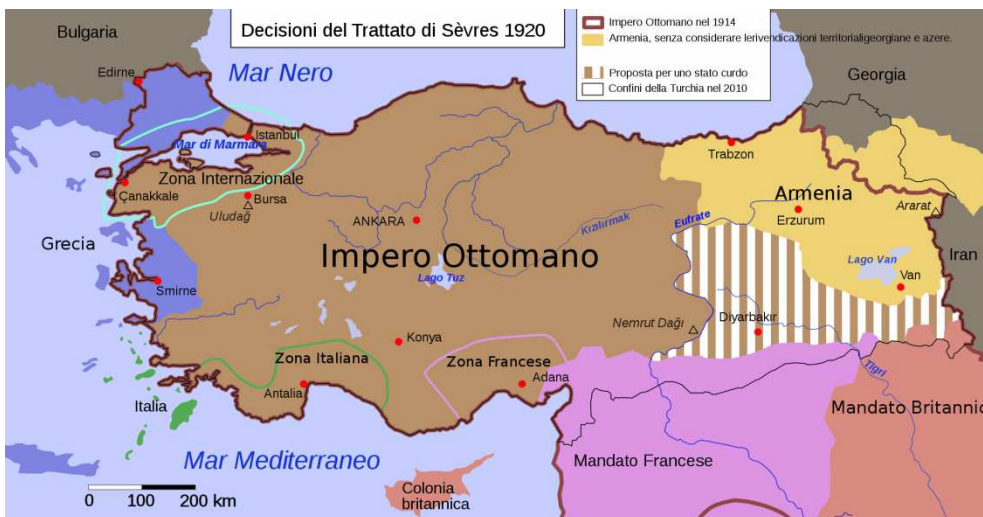 Decisioni del Trattato di Sèvres 1920
Impero Ottomano nel 1914
Armenia, senza considerare lerivendicazioni territorialigeorgiane e azere.
Proposta per uno stato curdo
Confini della Turchia nel 2010
Bulgaria
Edirne
Mar Nero
Georgia
Istanbul
Mar di Marmara
Trabzon
Zona Internazionale
Çanakkale
Bursa
Uludağ
Armenia
Ararat
Erzurum
ANKARA
Kızılırmak
Eufrate
Grecia
Impero Ottomano
Iran
Lago Tuz
Lago Van
Van
Smirne
Nemrut Dağı
Diyarbakır
Konya
Zona Italiana
Zona Francese
Tigri
Antalia
Adana
Italia
Mandato Britannic
Mar Mediterraneo
Mandato Francese
0 100 200 km
Colonia
britannica